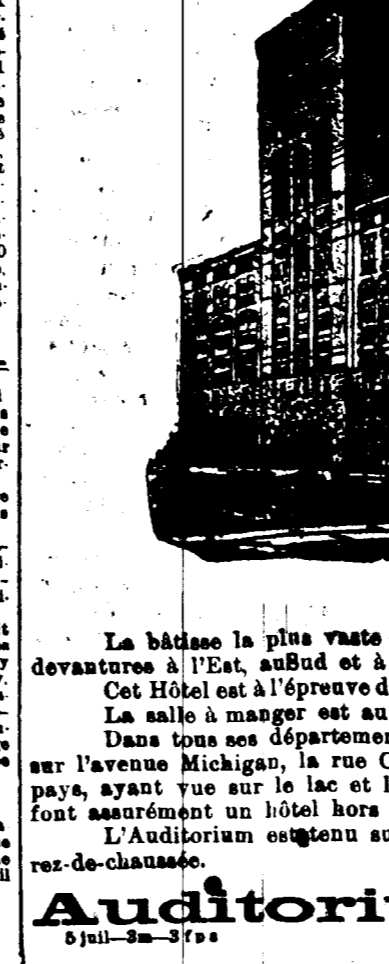 La bâtisse la plus vaste
devantures à l'Est, au Sud et à
Cet Hôtel est à l'épreuve d
La salle à manger est au
Dans tous ses départemen
sur l'avenue Michigan, la rue C
pays, ayant vue sur le lac et l
font assurément un hôtel hors
L'Auditorium est tenu su
rez-de-chaussée.
Auditori
5 juil—3m—3 fps